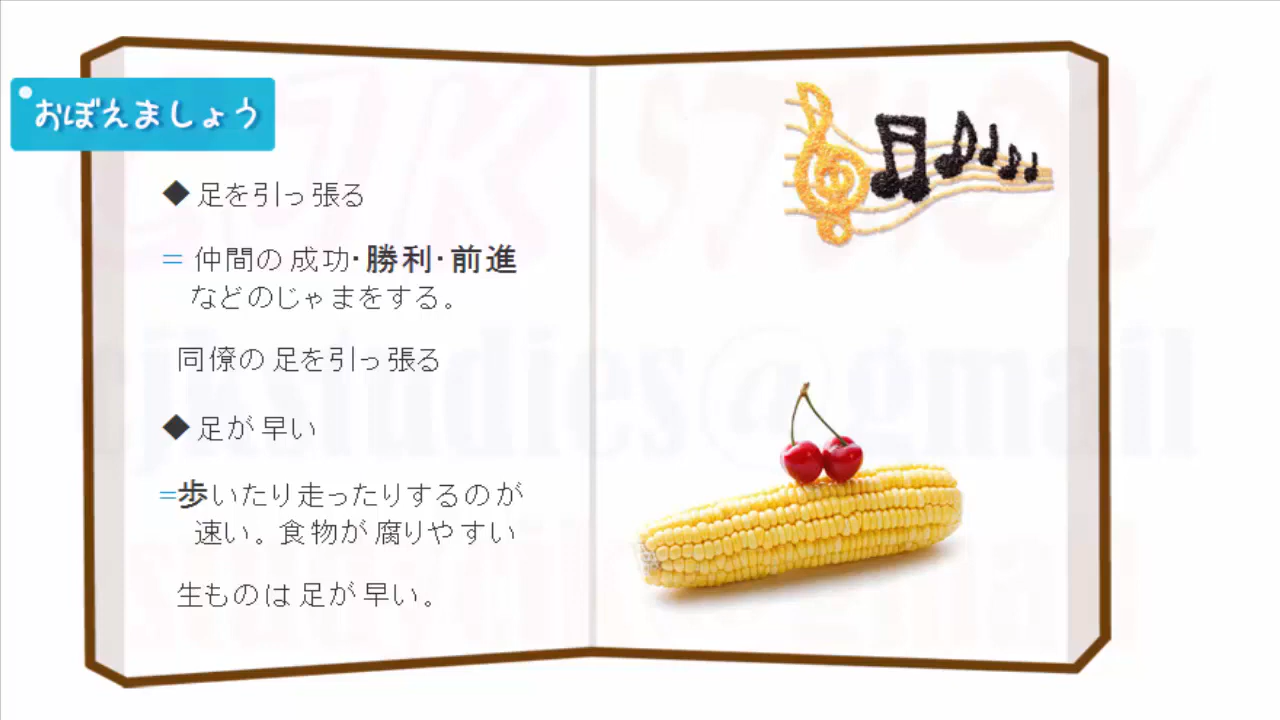 おぼえましょう
◆足を引っ張る
= 仲間の成功･勝利･前進
などのじゃまをする。
同僚の足を引っ張る
◆足が早い
=歩いたり走ったりするのが
速い。食物が腐りやすい
生ものは足が早い。
cjkstudies@gmail